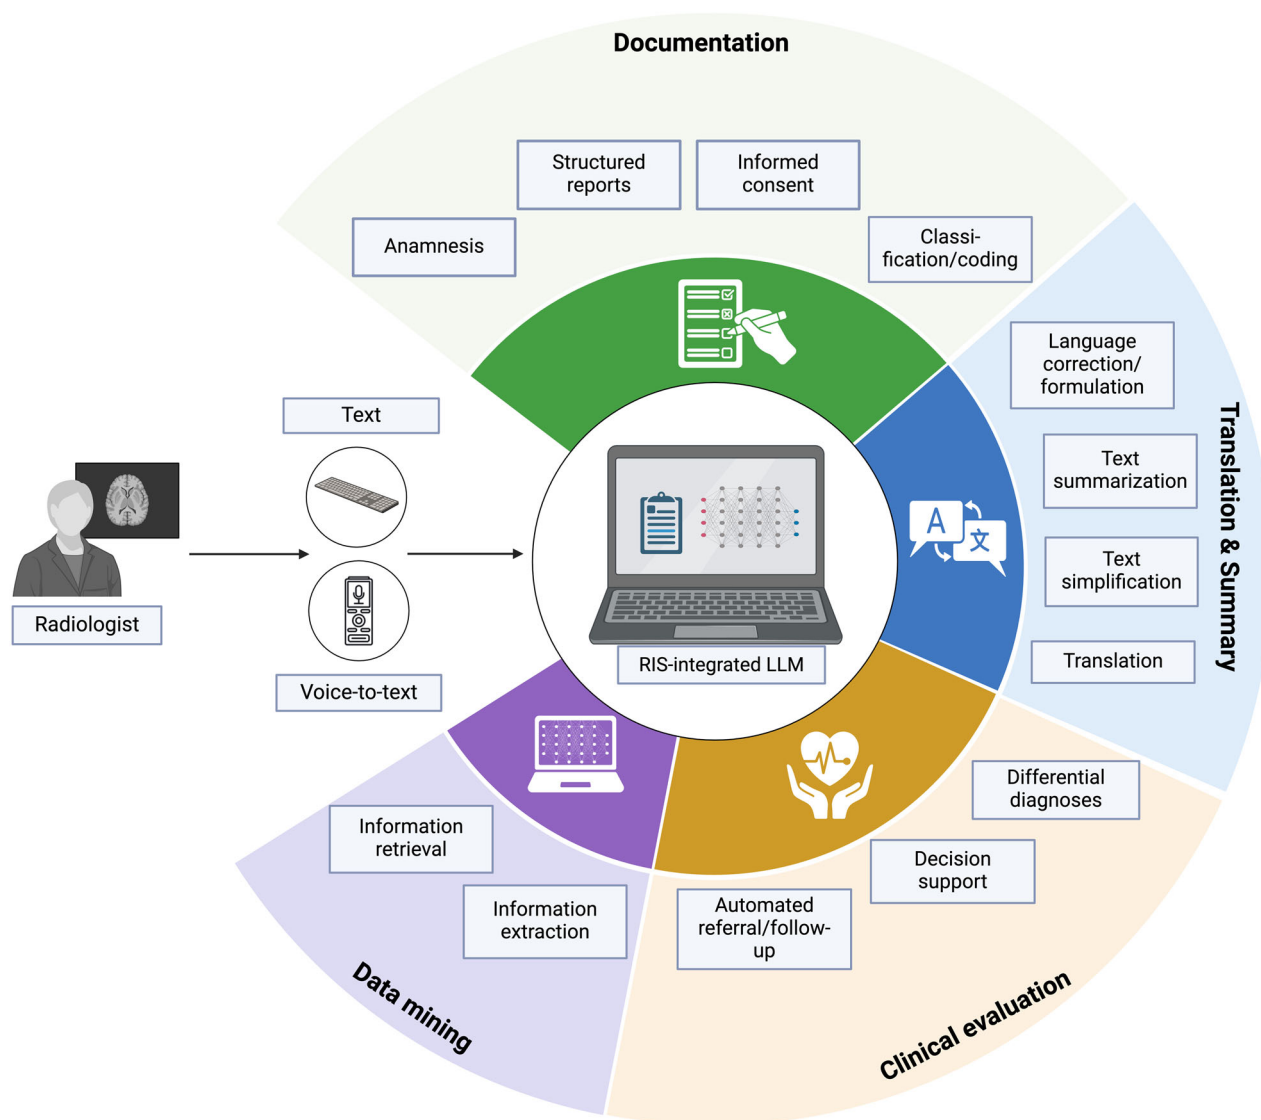 Documentation
Structured
reports
Informed
consent
Anamnesis
Classi-
fication/coding
Language
correction/
formulation
Text
summarization
Text
simplification
Translation
Translation & Summary
Text
Voice-to-text
Radiologist
A
文
RIS-integrated LLM
Differential
diagnoses
Decision
support
Automated
referral/follow-
up
Clinical evaluation
Information
retrieval
Information
extraction
Data mining